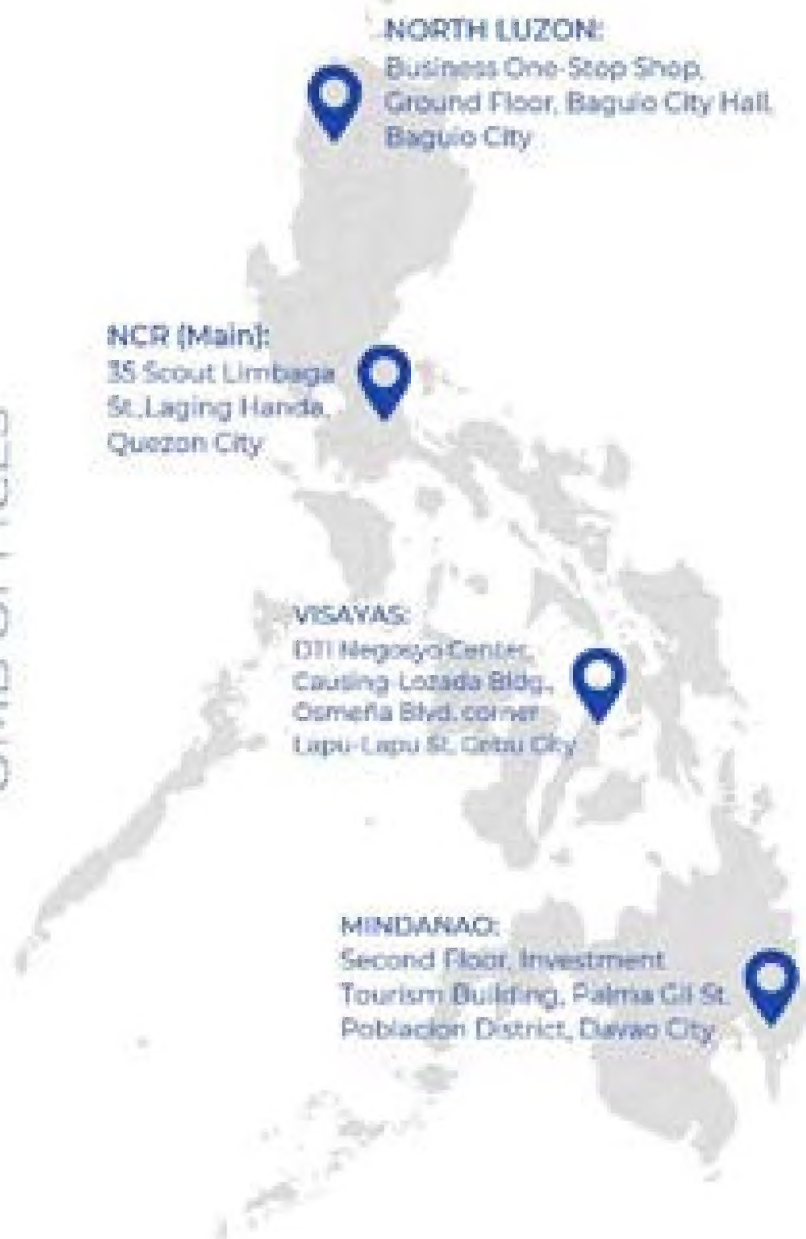 NORTH LUZON:
Business One-Stop Shop,
Ground Floor, Baguio City Hall,
Baguio City
NCR (Main):
35 Scout Limbaga
St.,Laging Handa,
Quezon City
VISAYAS:
DTI Negosyo Center,
Causing-Lozada Bldg.,
Osmeña Blvd. corner
Lapu-Lapu St. Cebu City
MINDANAO:
Second Floor, Investment
Tourism Building, Palma Gil St.
Poblacion District, Davao City